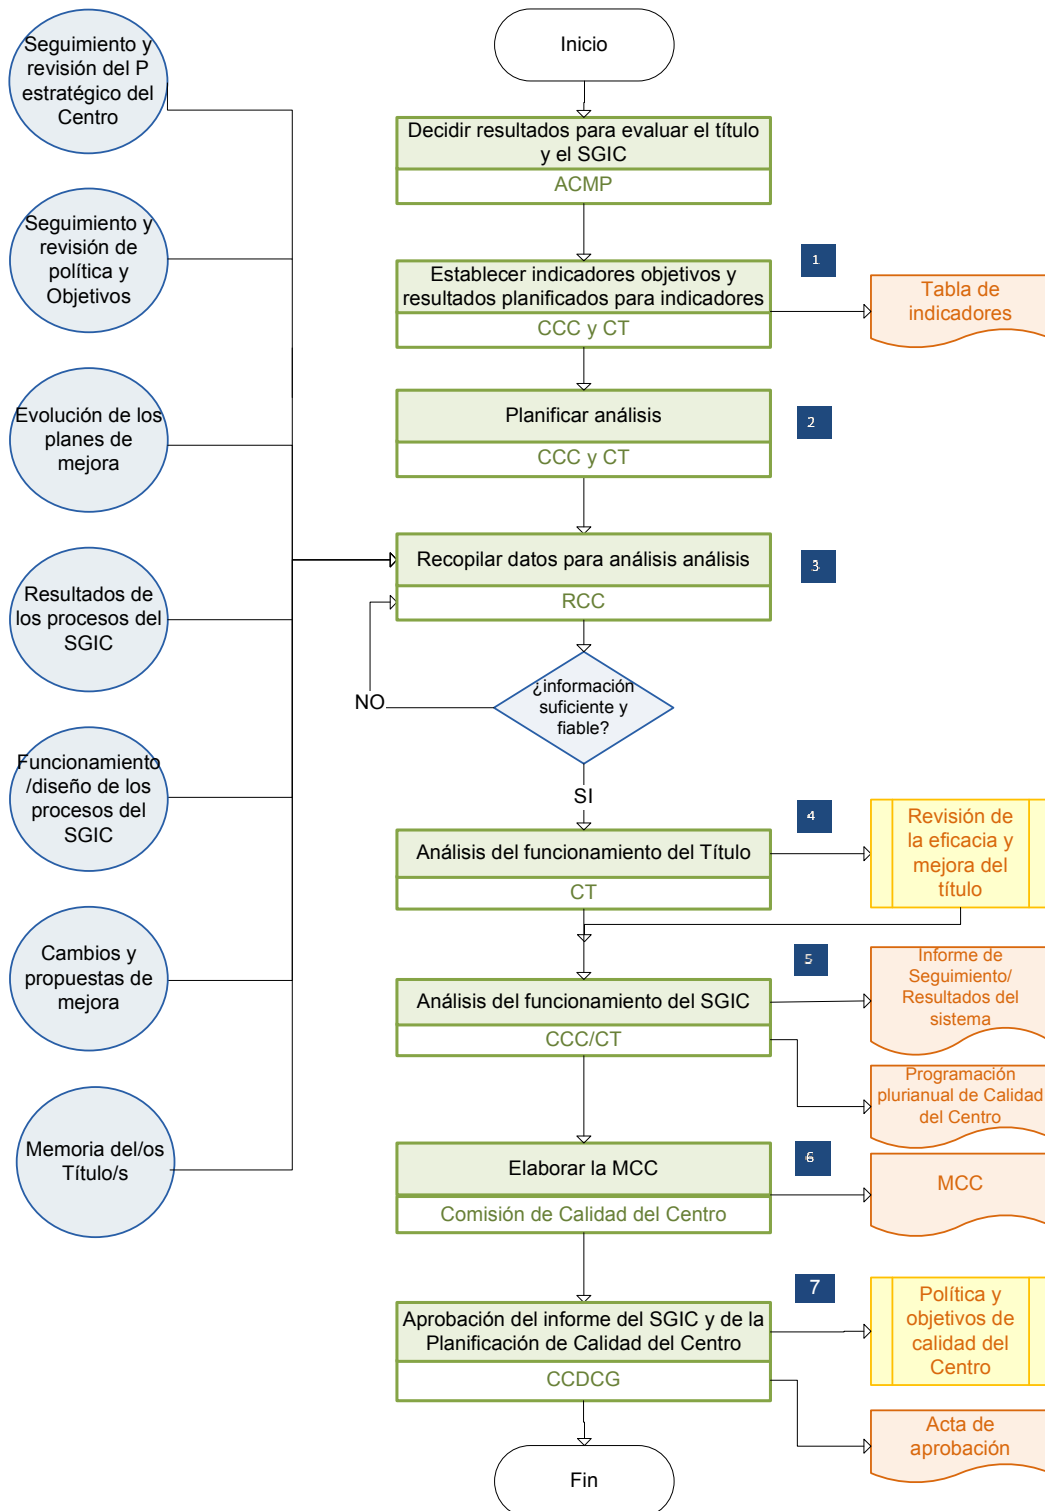 Seguimiento y
revisión del P
estratégico del
Centro
Seguimiento y
revisión de
política y
Objetivos
Evolución de los
planes de
mejora
Resultados de
los procesos del
SGIC
Funcionamiento
/diseño de los
procesos del
SGIC
Cambios y
propuestas de
mejora
Memoria del/os
Título/s
Inicio
Decidir resultados para evaluar el título
y el SGIC
ACMP
Establecer indicadores objetivos y
resultados planificados para indicadores
CCC y CT
1
Tabla de
indicadores
Planificar análisis
CCC y CT
2
Recopilar datos para análisis análisis
RCC
3
¿información
suficiente y
fiable?
NO
SI
Análisis del funcionamiento del Título
CT
4
Revisión de
la eficacia y
mejora del
título
Análisis del funcionamiento del SGIC
CCC/CT
5
Informe de
Seguimiento/
Resultados del
sistema
Programación
plurianual de Calidad
del Centro
Elaborar la MCC
Comisión de Calidad del Centro
6
MCC
Aprobación del informe del SGIC y de la
Planificación de Calidad del Centro
CCDCG
7
Política y
objetivos de
calidad del
Centro
Acta de
aprobación
Fin